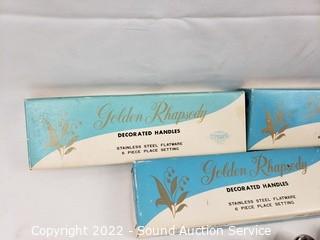 Golden Rhapsody
DECORATED HANDLES
STAINLESS STEEL FLATWARE
6 PIECE PLACE SETTING
Golden Rhapsody
DECORATED HANDLES
STAINLESS STEEL FLATWARE
6 PIECE PLACE SETTING
Copyright 2022 - Sound Auction Service